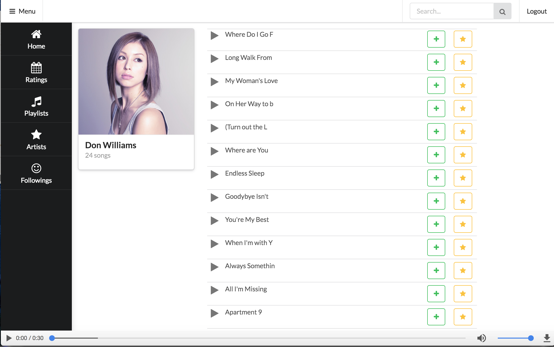 Menu
Search...
Logout
Home
Ratings
Playlists
Artists
Followings
Don Williams
24 songs
Where Do I Go F
Long Walk From
My Woman's Love
On Her Way to b
(Turn out the L
Where are You
Endless Sleep
Goodybe Isn't
You're My Best
When I'm with Y
Always Somethin
All I'm Missing
Apartment 9
0:00 / 0:30